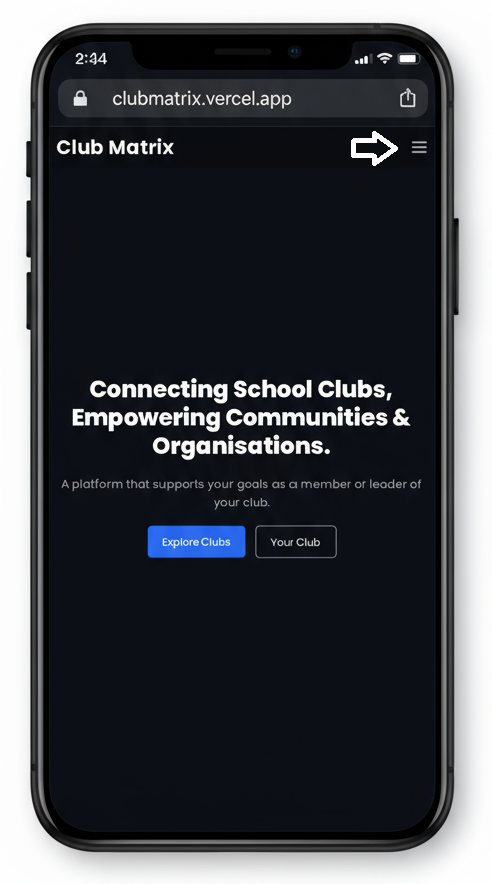 2:44
clubmatrix.vercel.app
Club Matrix
Connecting School Clubs,
Empowering Communities &
Organisations.
A platform that supports your goals as a member or leader of
your club.
Explore Clubs
Your Club